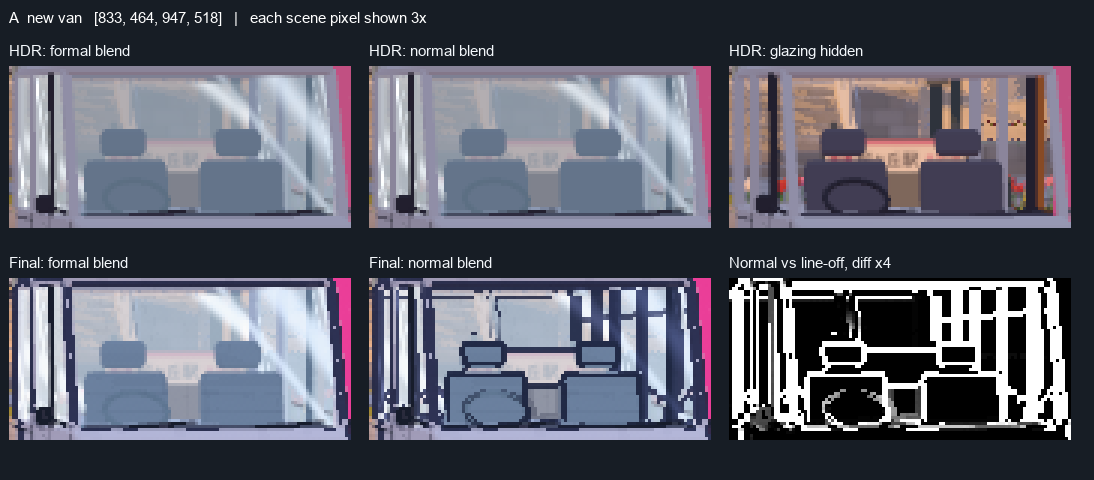 A  new van   [833, 464, 947, 518]   |   each scene pixel shown 3x
HDR: formal blend
HDR: normal blend
HDR: glazing hidden
Final: formal blend
Final: normal blend
Normal vs line-off, diff x4